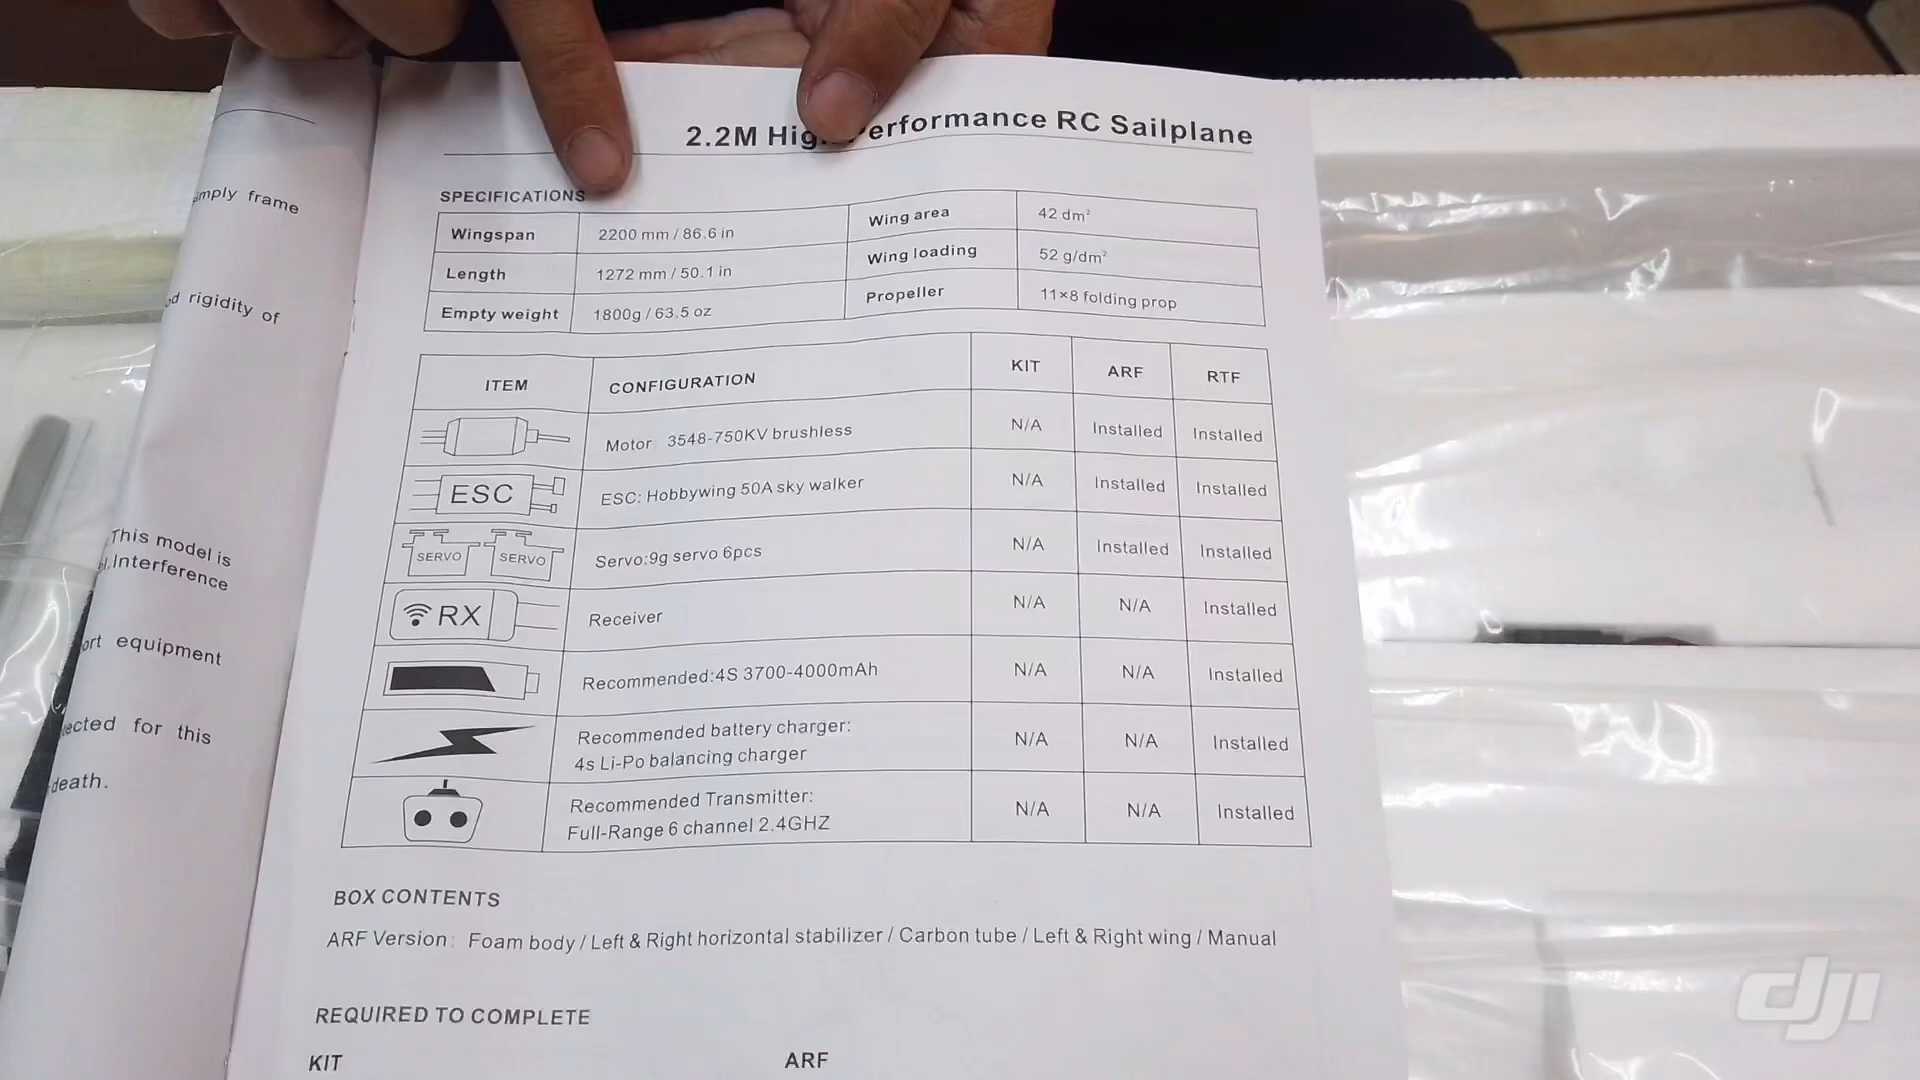 imply frame
rigidity of
This model is
Interference
equipment
for this
death.
2.2M Performance RC Sailplane
SPECIFICATIONS
Wingspan 2200 mm / 86.6 in Wing area 42 dm²
Length 1272 mm / 50.1 in Wing loading 52 g/dm²
Empty weight 1800g / 63.5 oz Propeller 11×8 folding prop
ITEM CONFIGURATION KIT ARF RTF
Motor: 3548-750KV brushless N/A Installed Installed
ESC ESC: Hobbywing 50A sky walker N/A Installed Installed
SERVO SERVO Servo:9g servo 6pcs N/A Installed Installed
RX Receiver N/A N/A Installed
Recommended:4S 3700-4000mAh N/A N/A Installed
Recommended battery charger:
4s Li-Po balancing charger N/A N/A Installed
Recommended Transmitter:
Full-Range 6 channel 2.4GHZ N/A N/A Installed
BOX CONTENTS
ARF Version: Foam body / Left & Right horizontal stabilizer / Carbon tube / Left & Right wing / Manual
REQUIRED TO COMPLETE
KIT ARF
dji